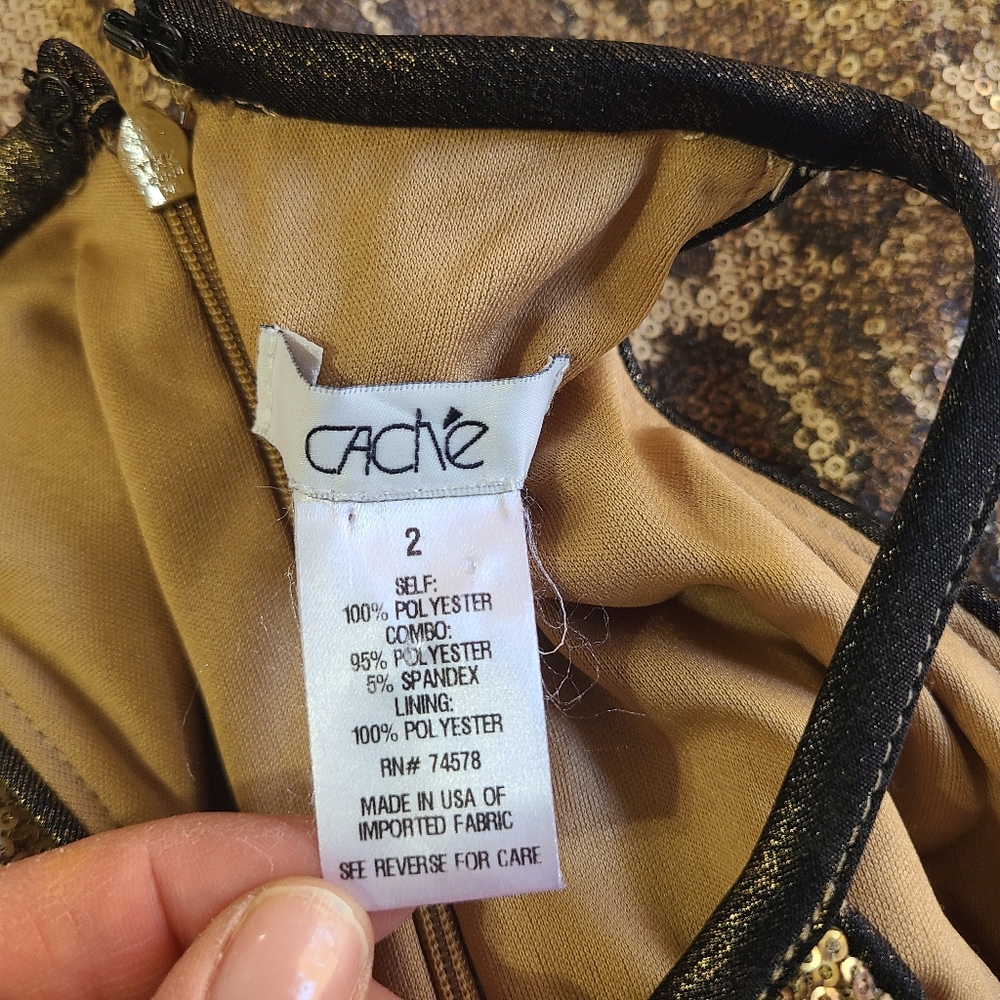 cAché
2
SELF:
100% POLYESTER
COMBO:
95% POLYESTER
5% SPANDEX
LINING:
100% POLYESTER
RN# 74578
MADE IN USA OF
IMPORTED FABRIC
SEE REVERSE FOR CARE